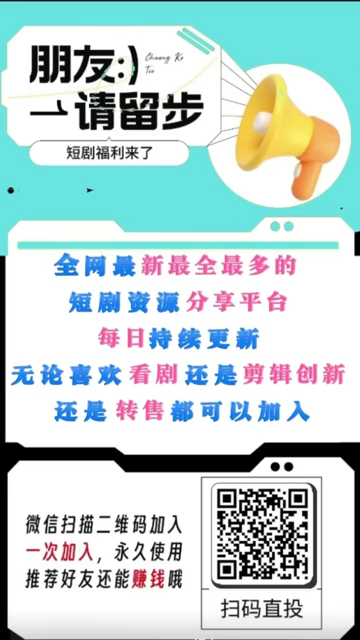 朋友:)
请留步
短剧福利来了
全网最新最全最多的
短剧资源分享平台
每日持续更新
无论喜欢看剧还是剪辑创新
还是转售都可以加入
微信扫描二维码加入
一次加入，永久使用
推荐好友还能赚钱哦
扫码直投